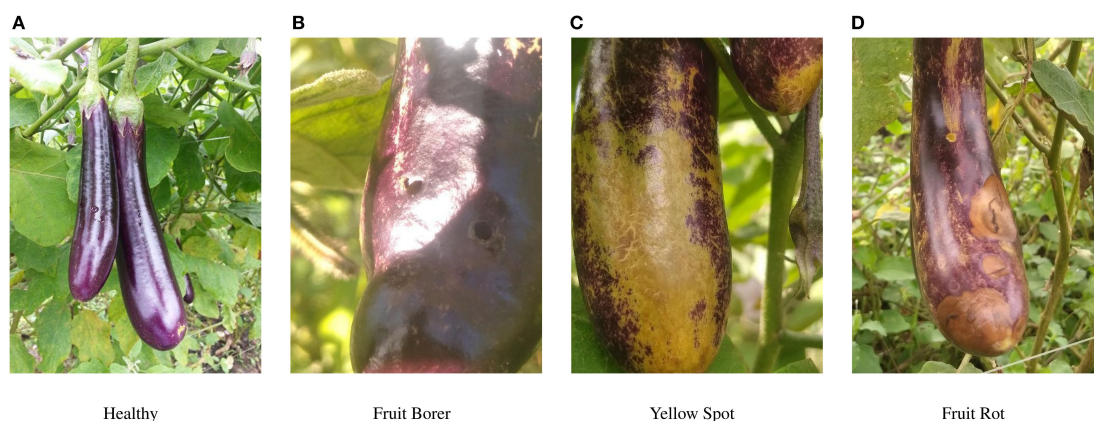 A
B
C
D
Healthy
Fruit Borer
Yellow Spot
Fruit Rot